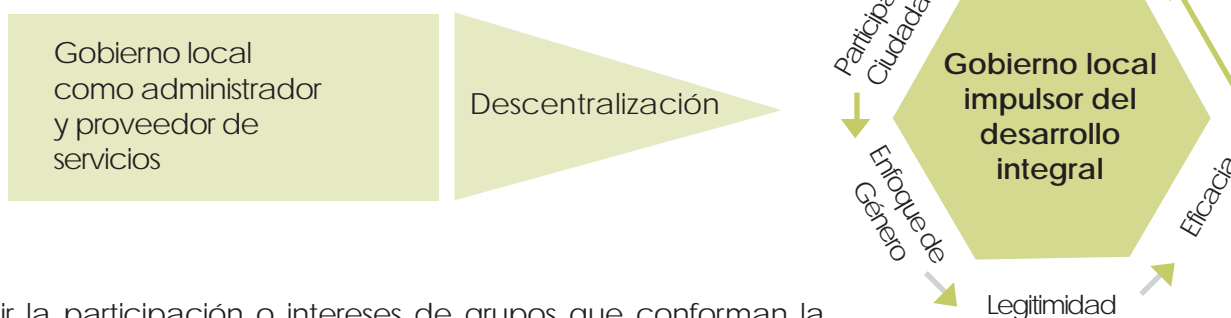 Gobierno local
como administrador
y proveedor de
servicios
Descentralización
Ciudadana
Gobierno local
impulsor del
desarrollo
integral
Enfoque de
Género
Legitimidad
Eficacia
la participación o intereses de grupos que conforman la